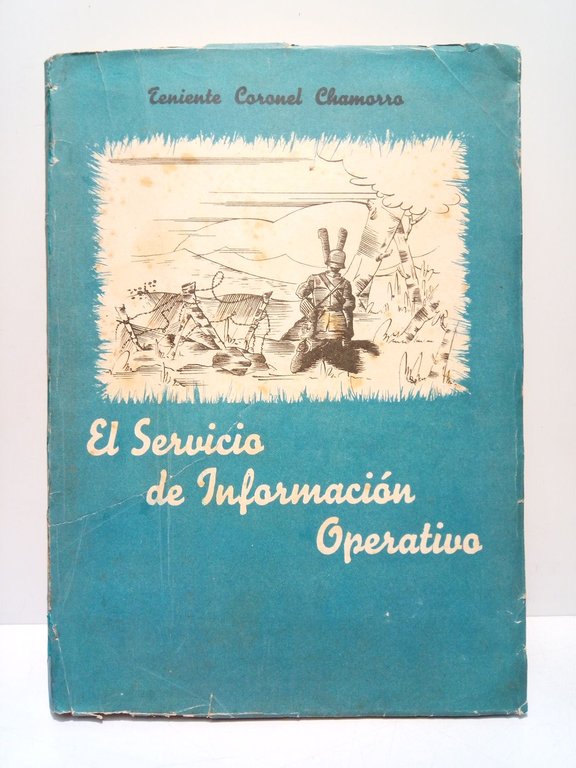 Teniente Coronel Chamorro
El Servicio
de Información
Operativo